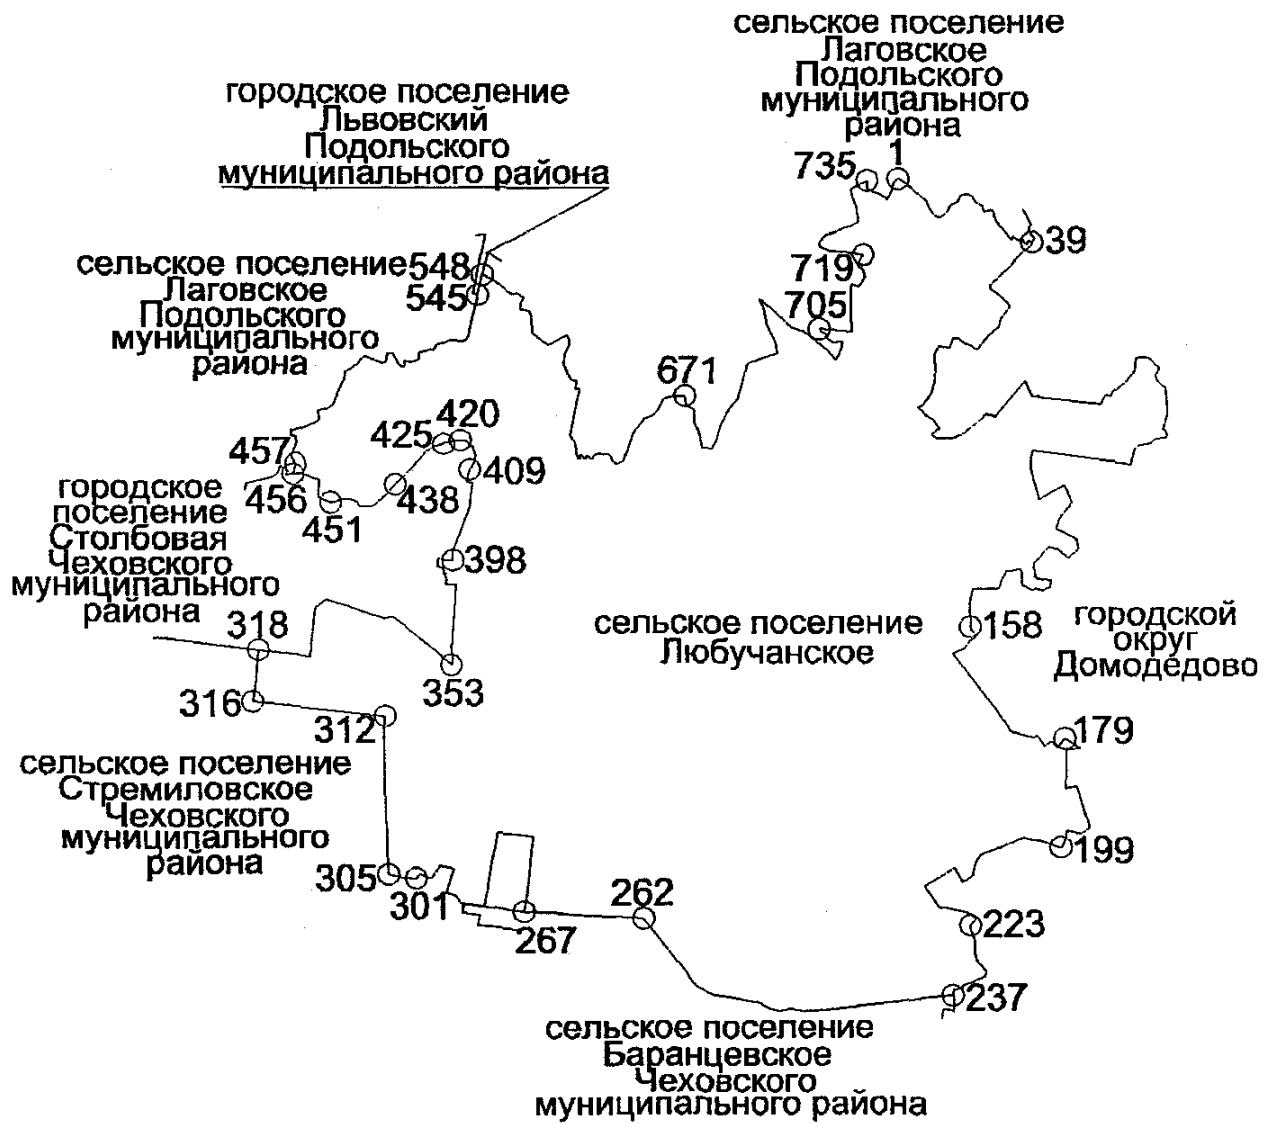 сельское поселение
Лаговское
Подольского
муниципального
района
городское поселение
Львовский
Подольского
муниципального района
735
1
39
719
705
сельское поселение
Лаговское
Подольского
муниципального
района
548
545
671
420
425
409
457
456
438
451
городское
поселение
Столбовая
Чеховского
муниципального
района
398
318
353
316
312
сельское поселение
Любучанское
158
городской
округ
Домодедово
179
сельское поселение
Стремиловское
Чеховского
муниципального
района
199
305
301
262
267
223
237
сельское поселение
Баранцевское
Чеховского
муниципального района